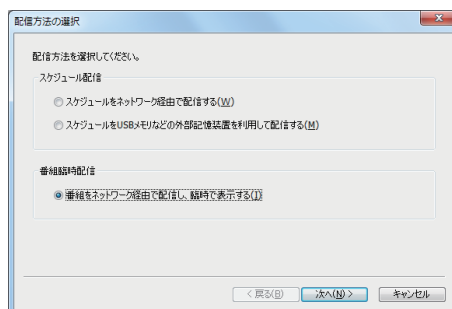 配信方法の選択
配信方法を選択してください。
スケジュール配信
スケジュールをネットワーク経由で配信する(W)
スケジュールをUSBメモリなどの外部記憶装置を利用して配信する(M)
番組臨時配信
番組をネットワーク経由で配信し、臨時で表示する(I)
< 戻る(B) 次へ(N) > キャンセル